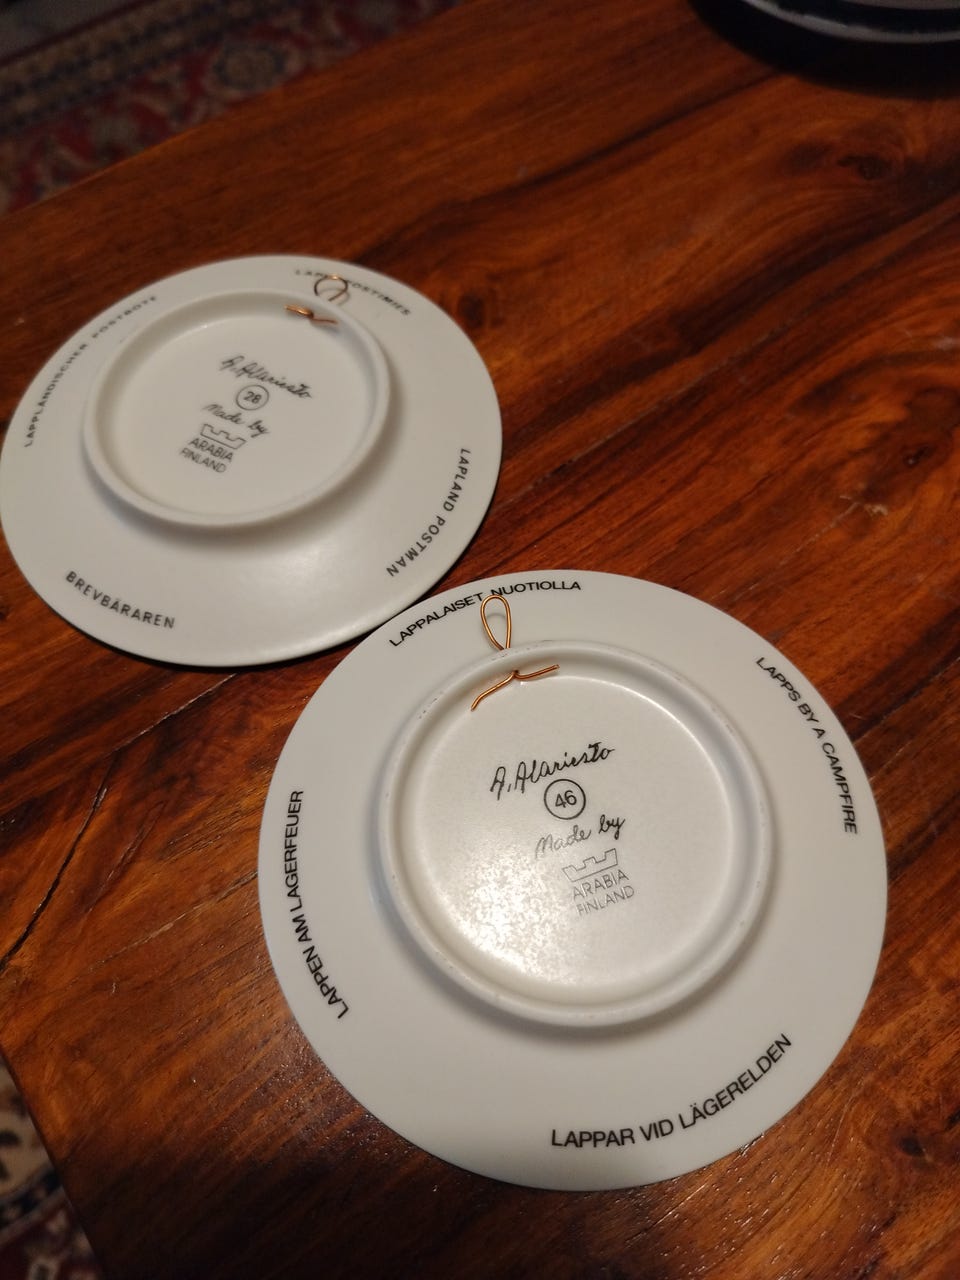 LAPIN POSTIMIES
LAPPLÄNDISCHER POSTBOTE
LAPLAND POSTMAN
BREVBÄRAREN
A. Alariesto
28
Made by
ARABIA
FINLAND
LAPPALAISET NUOTIOLLA
LAPPS BY A CAMPFIRE
LAPPEN AM LAGERFEUER
LAPPAR VID LÄGERELDEN
A. Alariesto
46
Made by
ARABIA
FINLAND